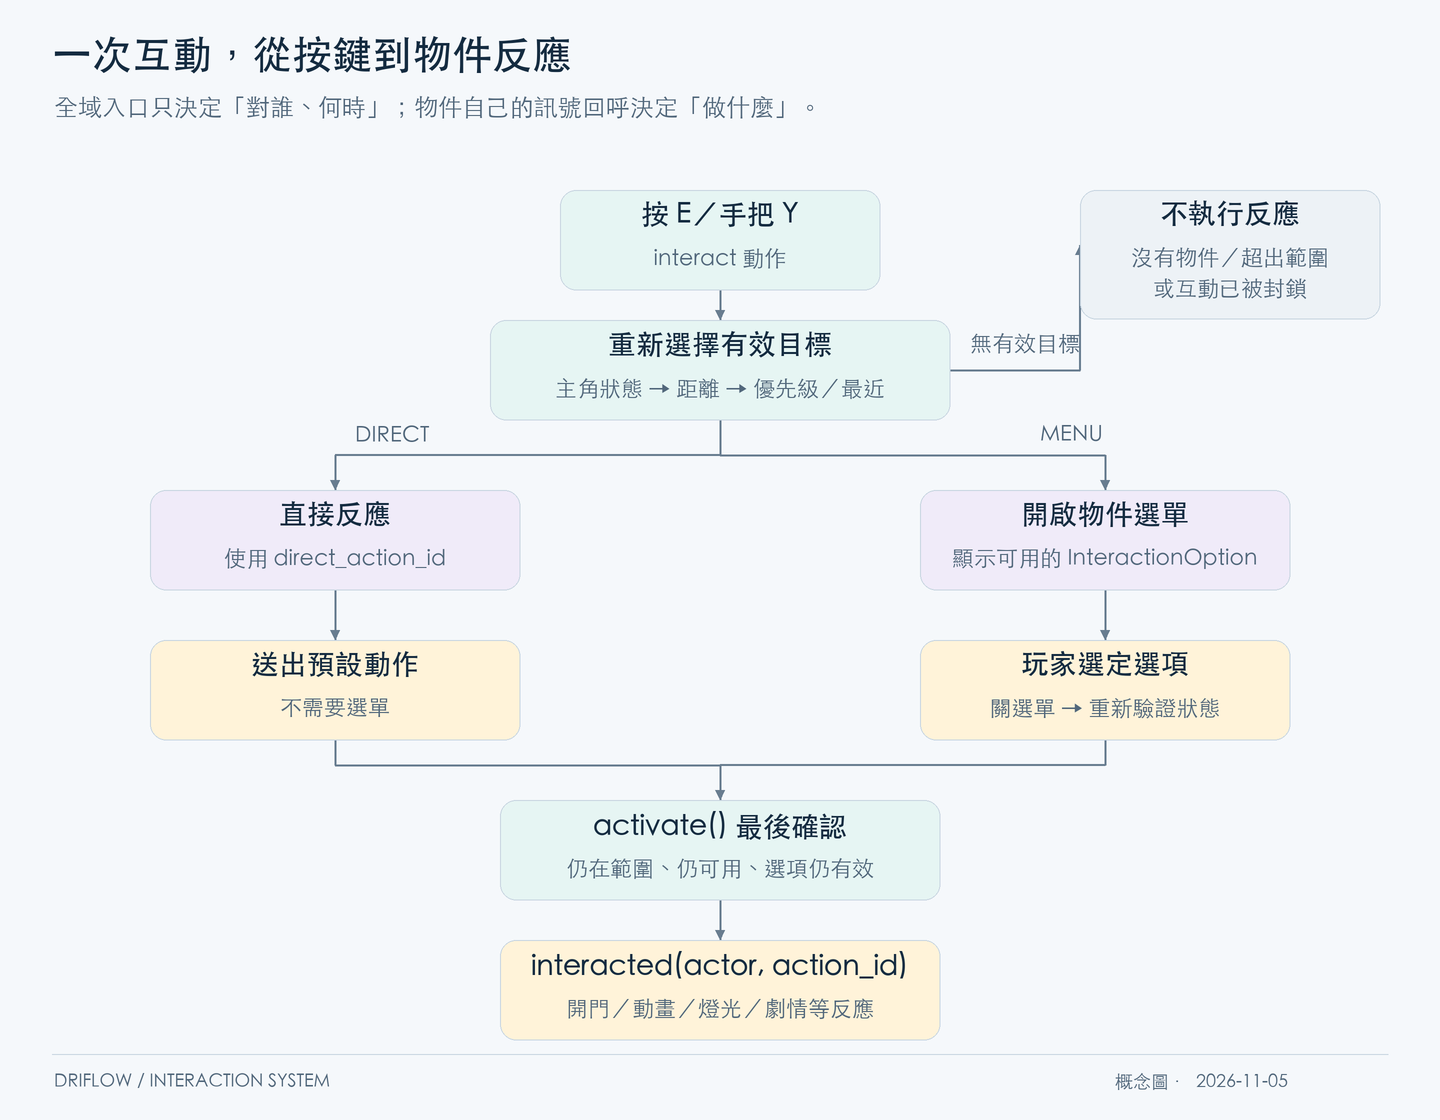 一次互動，從按鍵到物件反應
全域入口只決定「對誰、何時」；物件自己的訊號回呼決定「做什麼」。
按 E／手把 Y
interact 動作
不執行反應
沒有物件／超出範圍
或互動已被封鎖
重新選擇有效目標
主角狀態 → 距離 → 優先級／最近
無有效目標
DIRECT
MENU
直接反應
使用 direct_action_id
開啟物件選單
顯示可用的 InteractionOption
送出預設動作
不需要選單
玩家選定選項
關選單 → 重新驗證狀態
activate() 最後確認
仍在範圍、仍可用、選項仍有效
interacted(actor, action_id)
開門／動畫／燈光／劇情等反應
DRIFLOW / INTERACTION SYSTEM
概念圖 · 2026-11-05